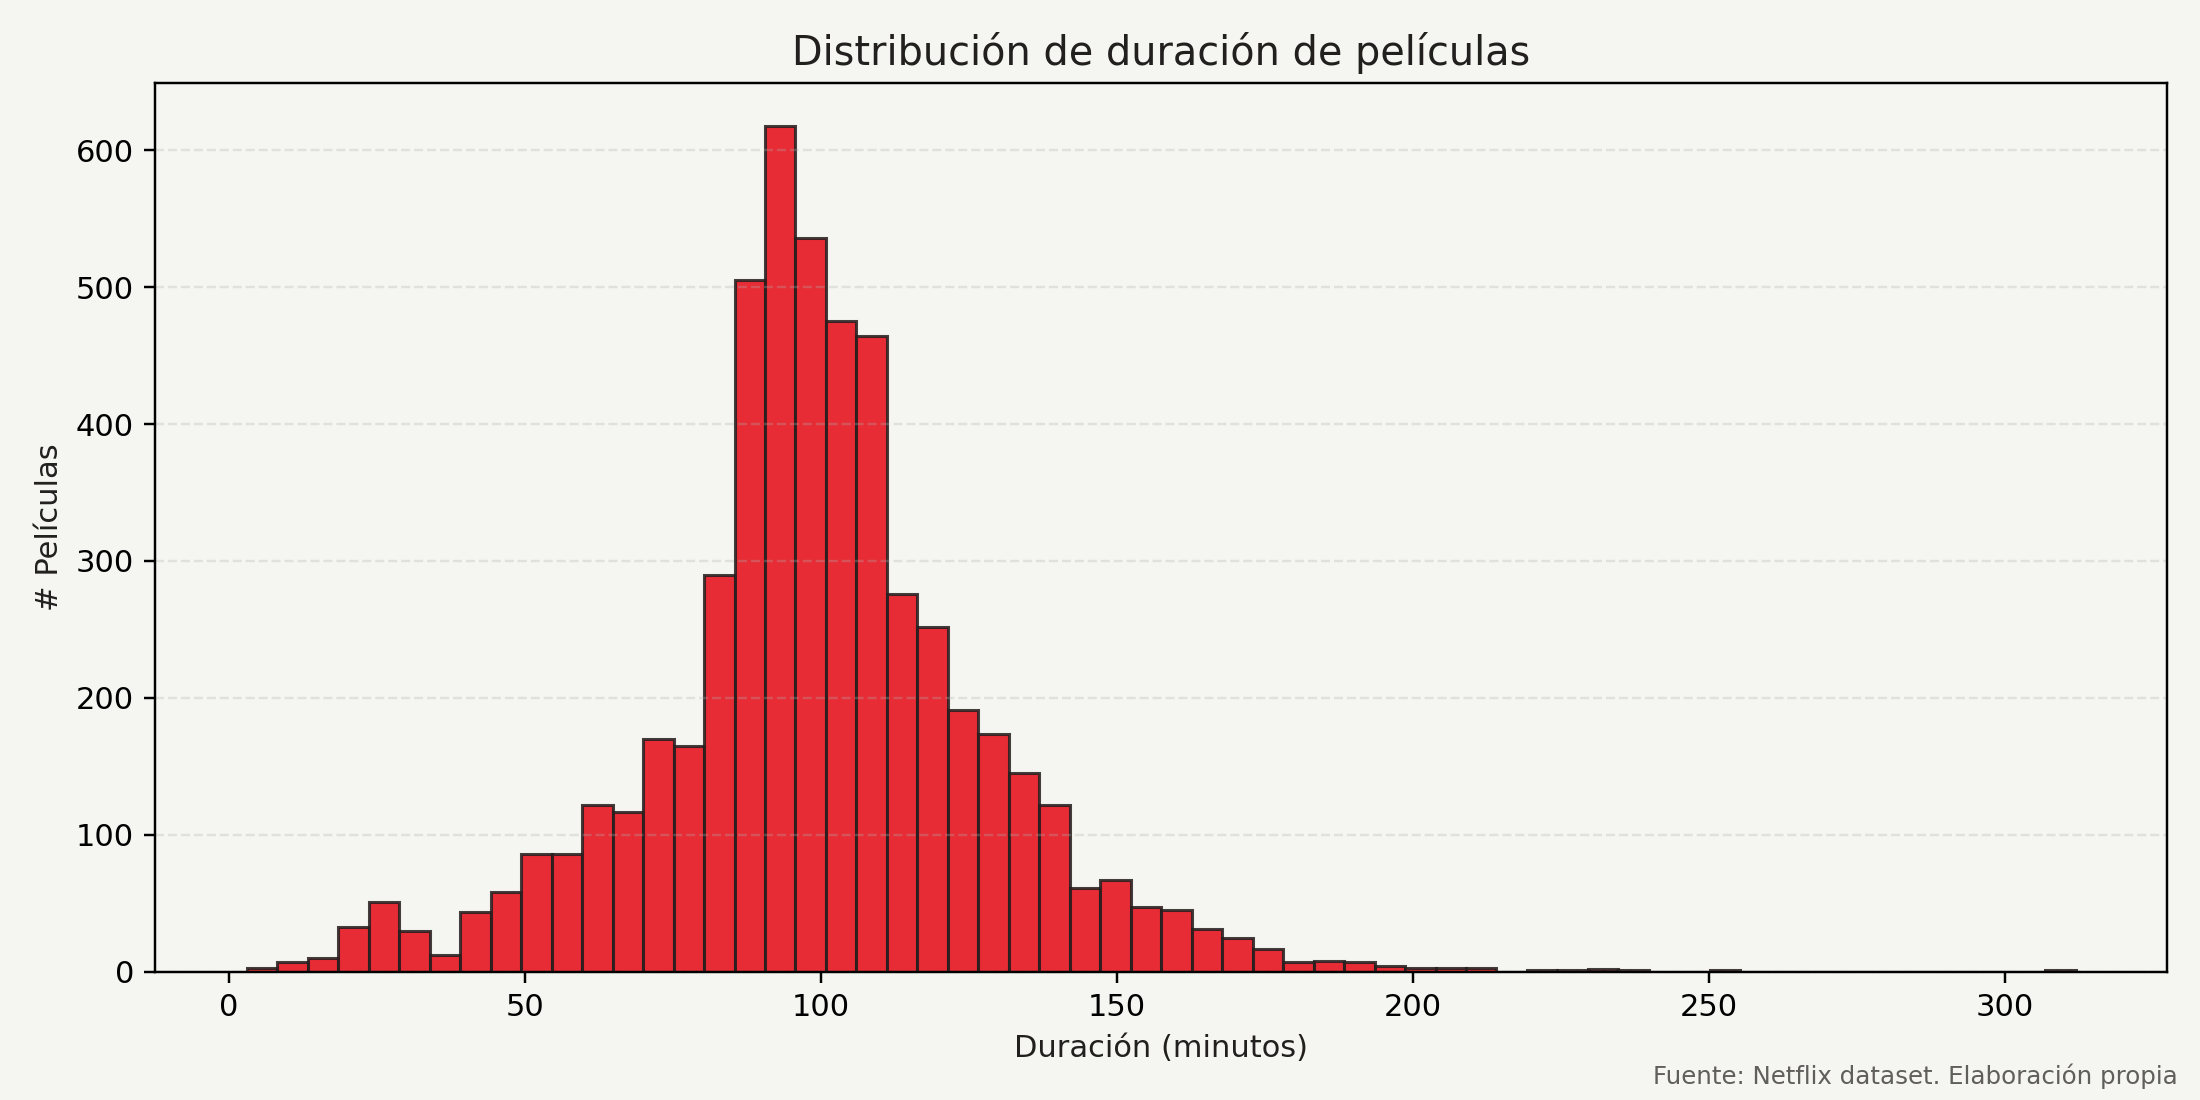 Distribución de duración de películas
# Películas
600
500
400
300
200
100
0
0 50 100 150 200 250 300
Duración (minutos)
Fuente: Netflix dataset. Elaboración propia